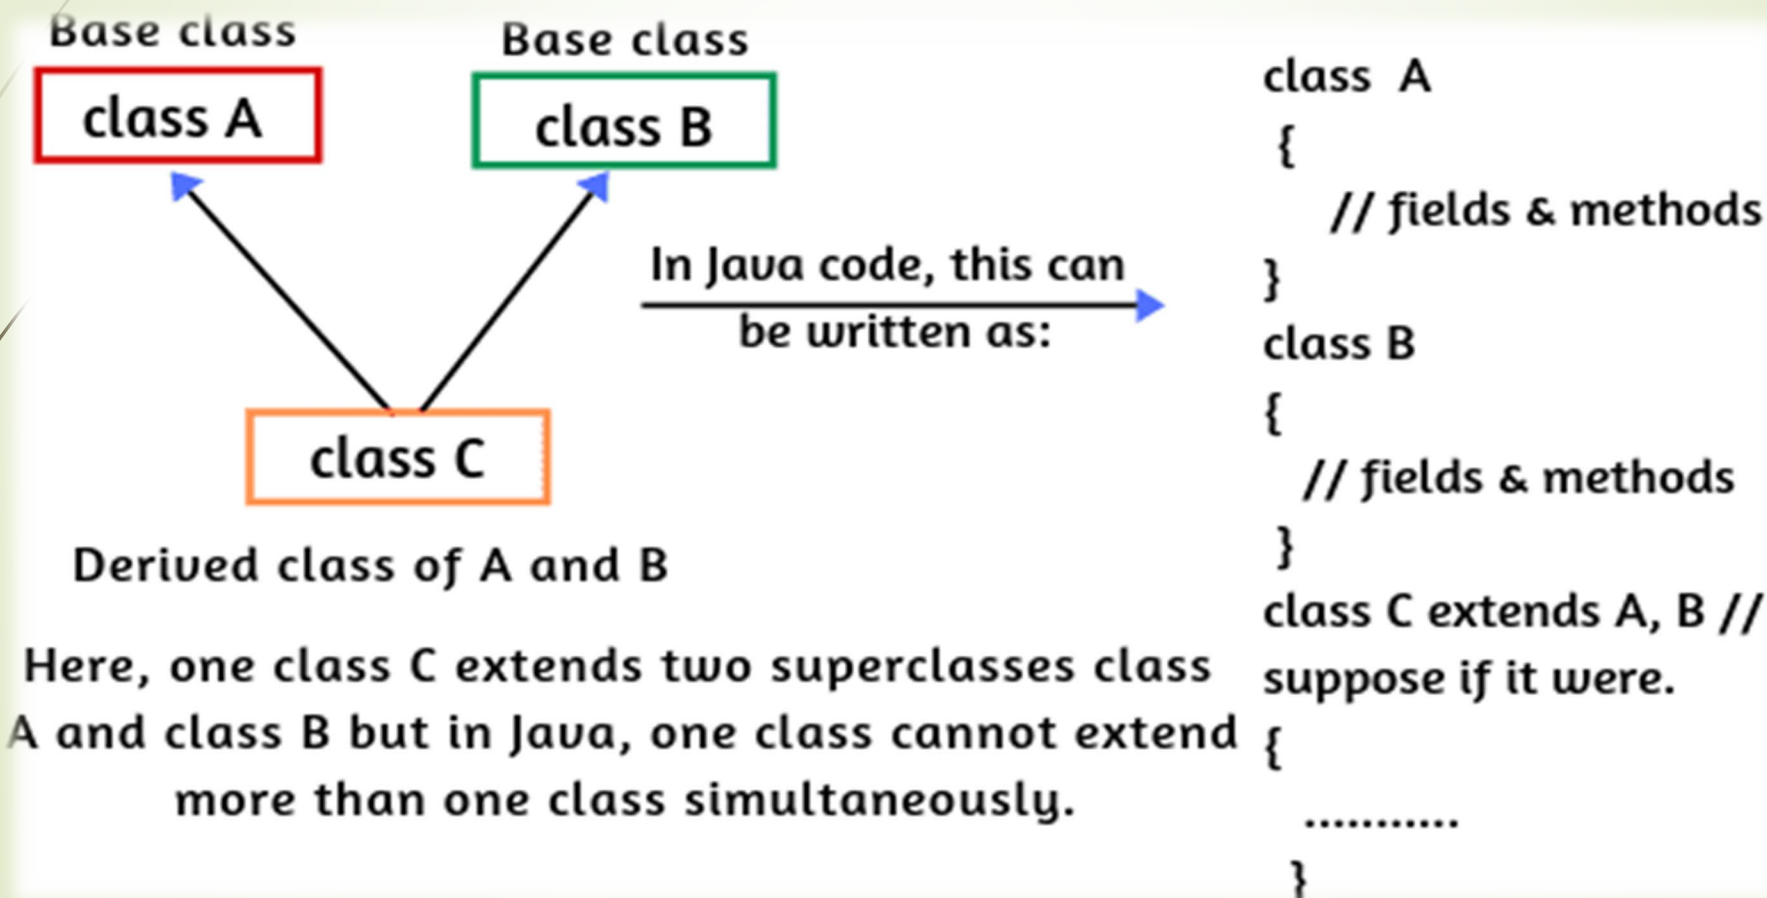 Base class
class A
Base class
class B
class C
Derived class of A and B
In Java code, this can
be written as:
Here, one class C extends two superclasses class
A and class B but in Java, one class cannot extend
more than one class simultaneously.
class A
{
// fields & methods
}
class B
{
// fields & methods
}
class C extends A, B //
suppose if it were.
{
...........
}